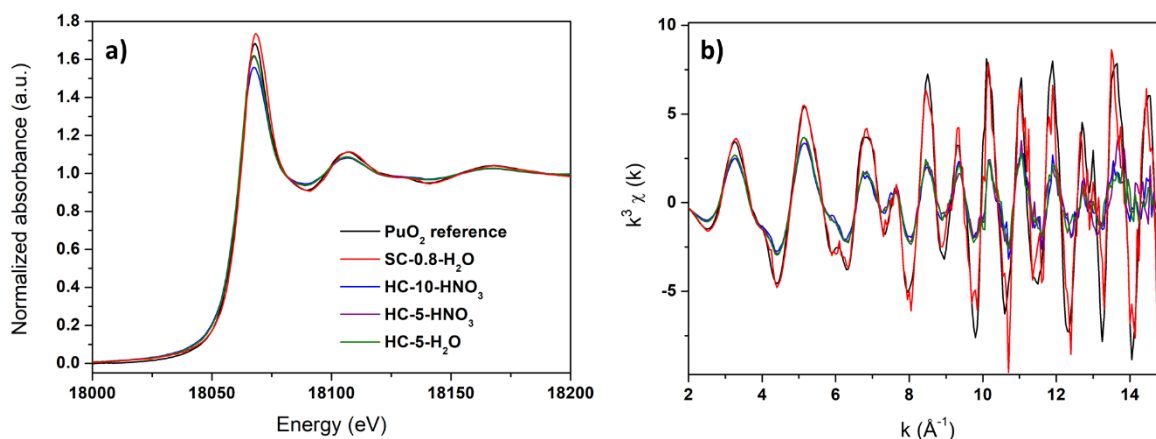 a)
1.8
1.6
1.4
1.2
1.0
0.8
0.6
0.4
0.2
0.0
Normalized absorbance (a.u.)
PuO₂ reference
SC-0.8-H₂O
HC-10-HNO₃
HC-5-HNO₃
HC-5-H₂O
18000 18050 18100 18150 18200
Energy (eV)
b)
10
5
0
-5
k³ χ (k)
2 4 6 8 10 12 14
k (Å⁻¹)